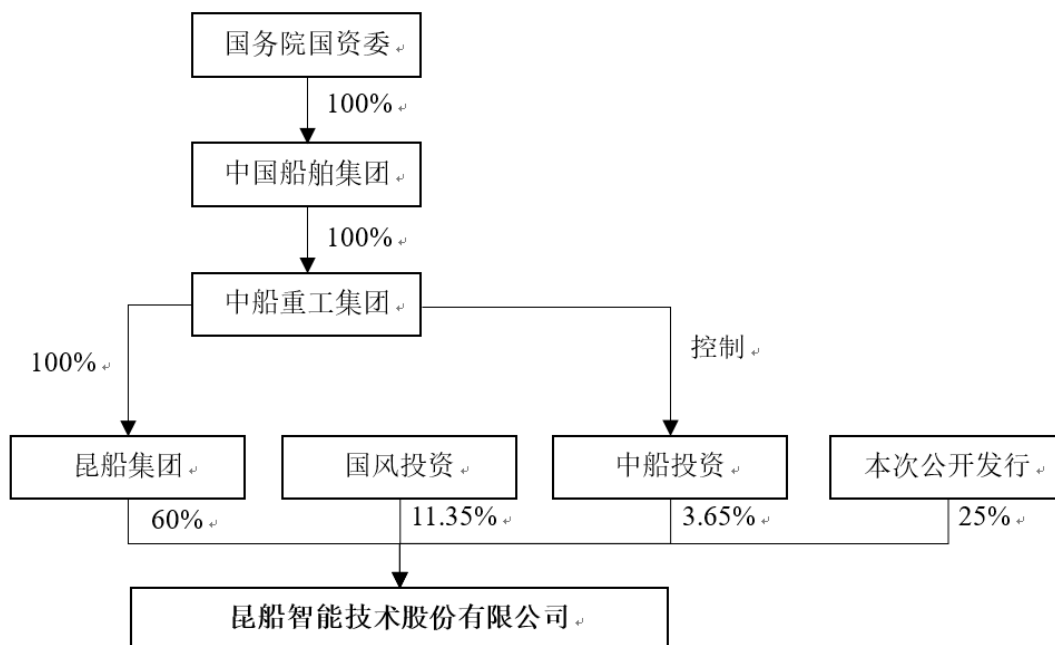 国务院国资委
100%
中国船舶集团
100%
中船重工集团
100%
控制
昆船集团
国风投资
中船投资
本次公开发行
60%
11.35%
3.65%
25%
昆船智能技术股份有限公司